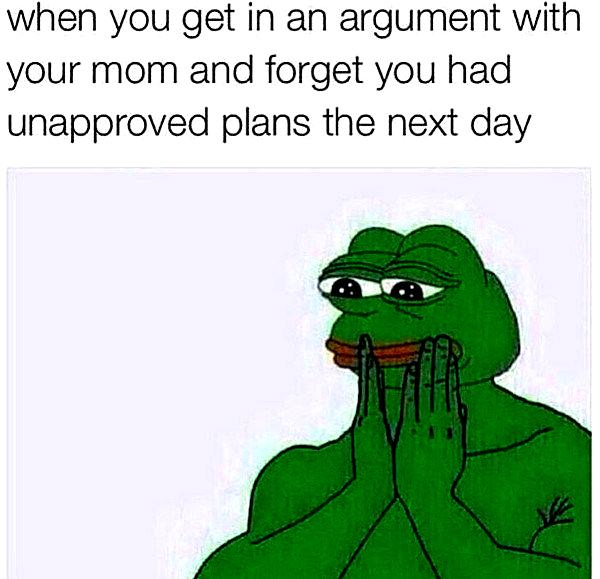 when you get in an argument with
your mom and forget you had
unapproved plans the next day